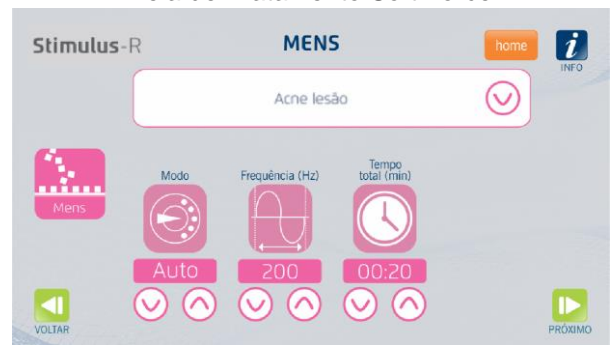 Stimulus-R
MENS
home
INFO
Acne lesão
Mens
Modo
Frequência (Hz)
Tempo
total (min)
Auto
200
00:20
VOLTAR
PRÓXIMO